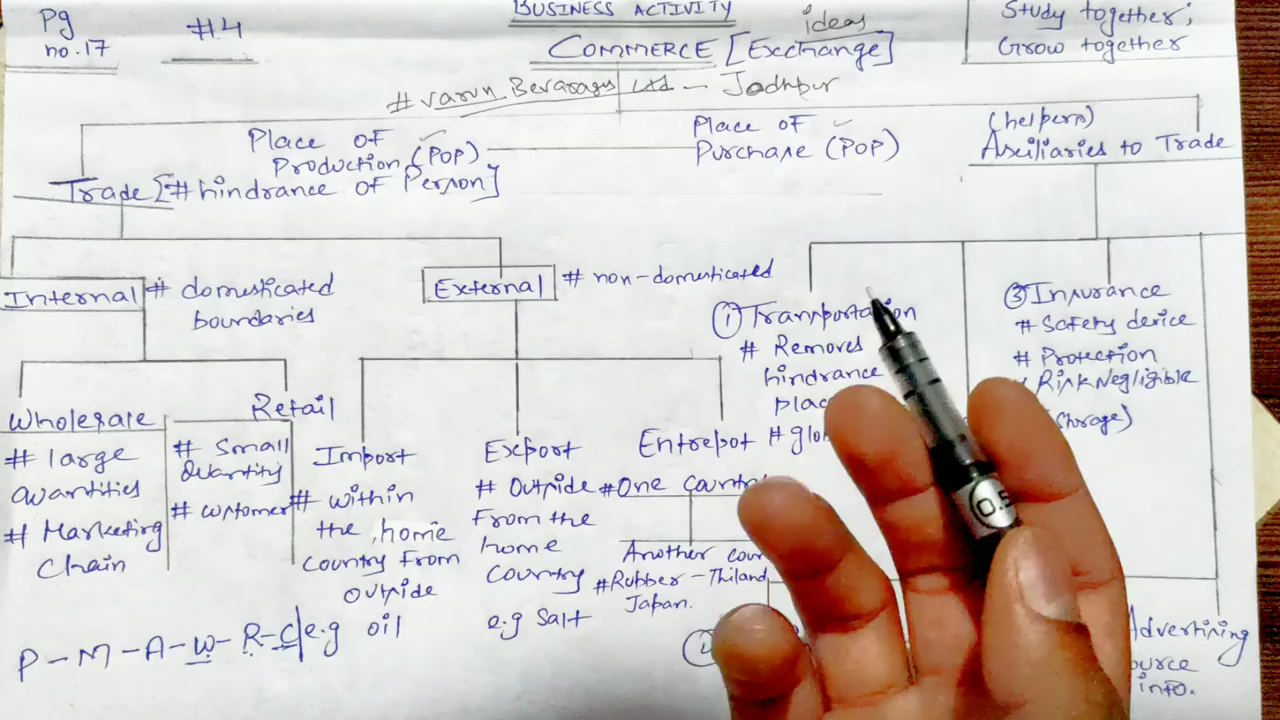 Pg
no.17
#4
BUSINESS ACTIVITY
ideas
COMMERCE [Exchange]
Study together;
Grow together
# varun Bevarages Ltd - Jodhpur
Place OF
Production (POP)
Place OF
Purchase (POP)
(helpers)
Auxiliaries to Trade
Trade [# hindrance of Person]
Internal # domesticated
boundaries
External # non-domesticated
① Transportation
# Removes
hindrance
③ Insurance
# Safety device
# Protection
Risk Negligible
Wholesale
# large
quantities
# Marketing
Chain
Retail
# Small
Quantity
# customer
Import
# within
the home
country from
outside
e.g oil
Export
# Outside
from the
home
country
e.g Salt
Entrepot
# One
Another
# Rubber - Thiland
Japan.
P - M - A - W - R - C
Advertising
info.